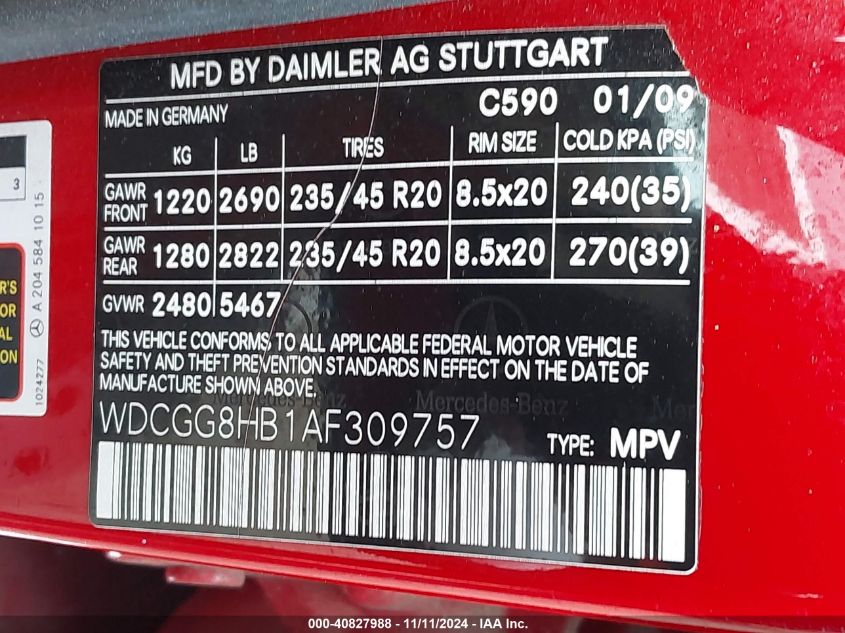 MFD BY DAIMLER AG STUTTGART
MADE IN GERMANY C590 01/09
KG LB TIRES RIM SIZE COLD KPA (PSI)
GAWR FRONT 1220 2690 235/45 R20 8.5x20 240(35)
GAWR REAR 1280 2822 235/45 R20 8.5x20 270(39)
GVWR 2480 5467
THIS VEHICLE CONFORMS TO ALL APPLICABLE FEDERAL MOTOR VEHICLE
SAFETY AND THEFT PREVENTION STANDARDS IN EFFECT ON THE DATE OF
MANUFACTURE SHOWN ABOVE.
Mercedes-Benz
WDCGG8HB1AF309757 TYPE: MPV
3
A 204 584 10 15
1024277
000-40827988 - 11/11/2024 - IAA Inc.